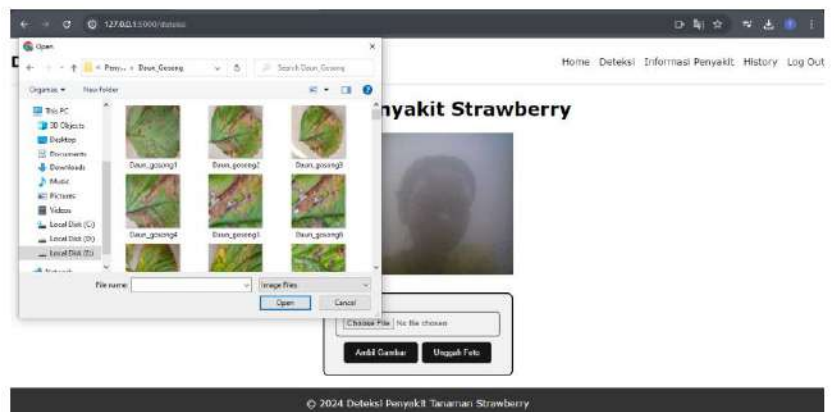 127.0.0.1:5000/deteksi
Open
Peny... › Daun_Gosong
Search Daun_Gosong
Organize
New folder
This PC
3D Objects
Desktop
Documents
Downloads
Music
Pictures
Videos
Local Disk (C:)
Local Disk (D:)
Local Disk (E:)
Network
Daun_gosong1
Daun_gosong2
Daun_gosong3
Daun_gosong4
Daun_gosong5
Daun_gosong6
File name:
Image Files
Open
Cancel
D
Home Deteksi Informasi Penyakit History Log Out
nyakit Strawberry
Choose File No file chosen
Ambil Gambar
Unggah Foto
© 2024 Deteksi Penyakit Tanaman Strawberry